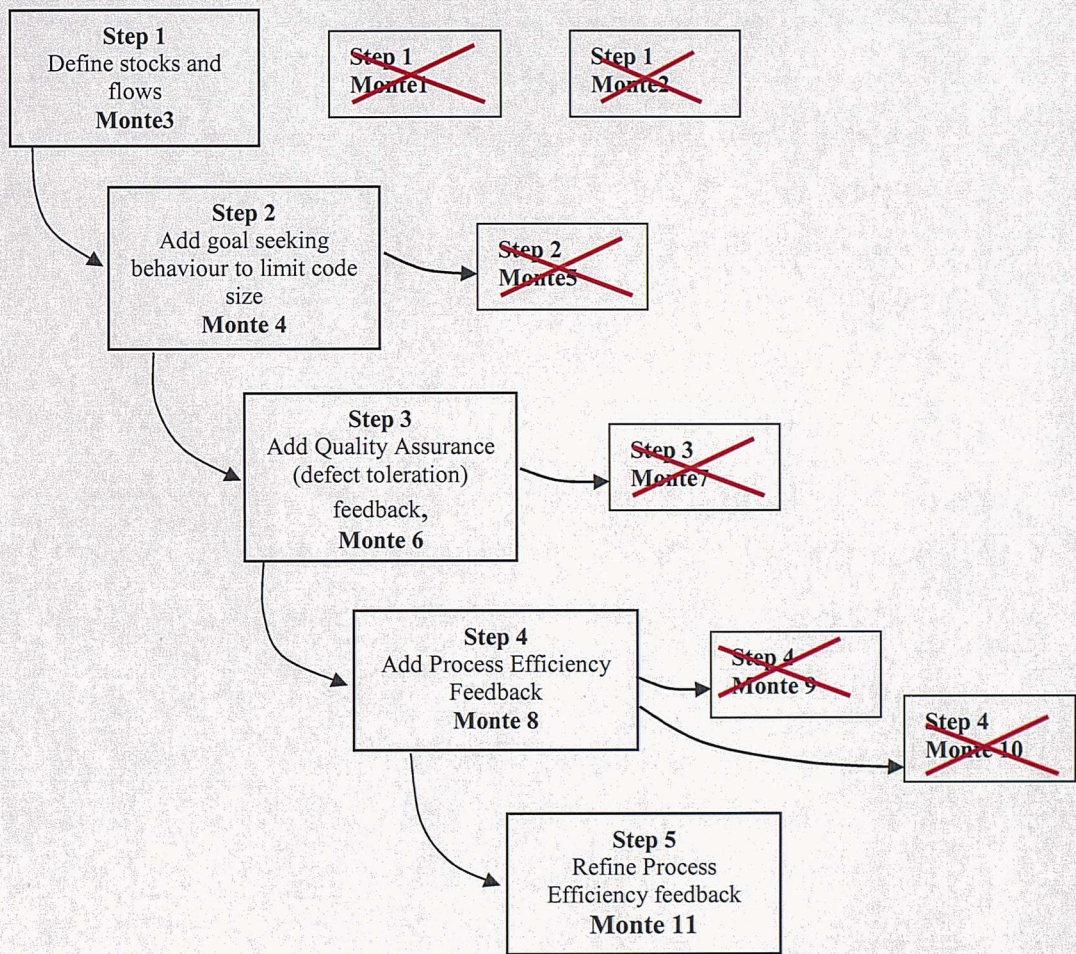 Step 1
Define stocks and
flows
Monte3
Step 1
Monte1
Step 1
Monte2
Step 2
Add goal seeking
behaviour to limit code
size
Monte 4
Step 2
Monte5
Step 3
Add Quality Assurance
(defect toleration)
feedback,
Monte 6
Step 3
Monte7
Step 4
Add Process Efficiency
Feedback
Monte 8
Step 4
Monte 9
Step 4
Monte 10
Step 5
Refine Process
Efficiency feedback
Monte 11